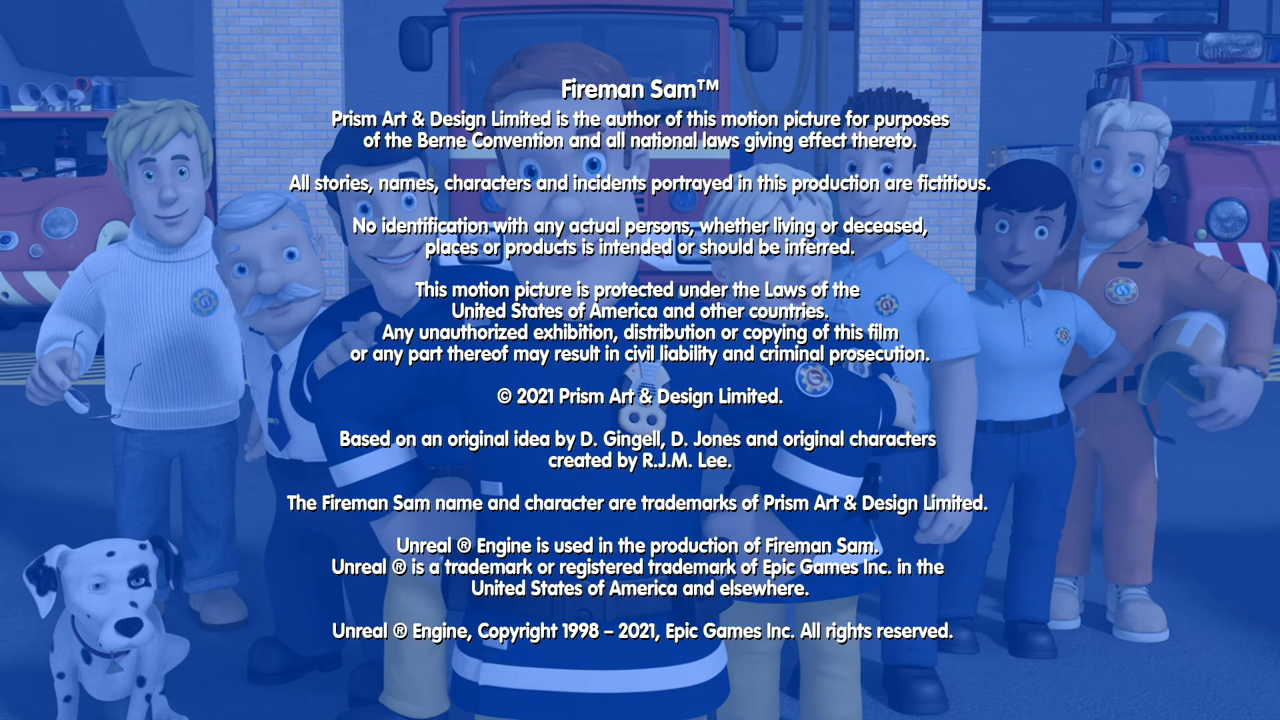 Fireman Sam™
Prism Art & Design Limited is the author of this motion picture for purposes
of the Berne Convention and all national laws giving effect thereto.
All stories, names, characters and incidents portrayed in this production are fictitious.
No identification with any actual persons, whether living or deceased,
places or products is intended or should be inferred.
This motion picture is protected under the Laws of the
United States of America and other countries.
Any unauthorized exhibition, distribution or copying of this film
or any part thereof may result in civil liability and criminal prosecution.
© 2021 Prism Art & Design Limited.
Based on an original idea by D. Gingell, D. Jones and original characters
created by R.J.M. Lee.
The Fireman Sam name and character are trademarks of Prism Art & Design Limited.
Unreal ® Engine is used in the production of Fireman Sam.
Unreal ® is a trademark or registered trademark of Epic Games Inc. in the
United States of America and elsewhere.
Unreal ® Engine, Copyright 1998 – 2021, Epic Games Inc. All rights reserved.